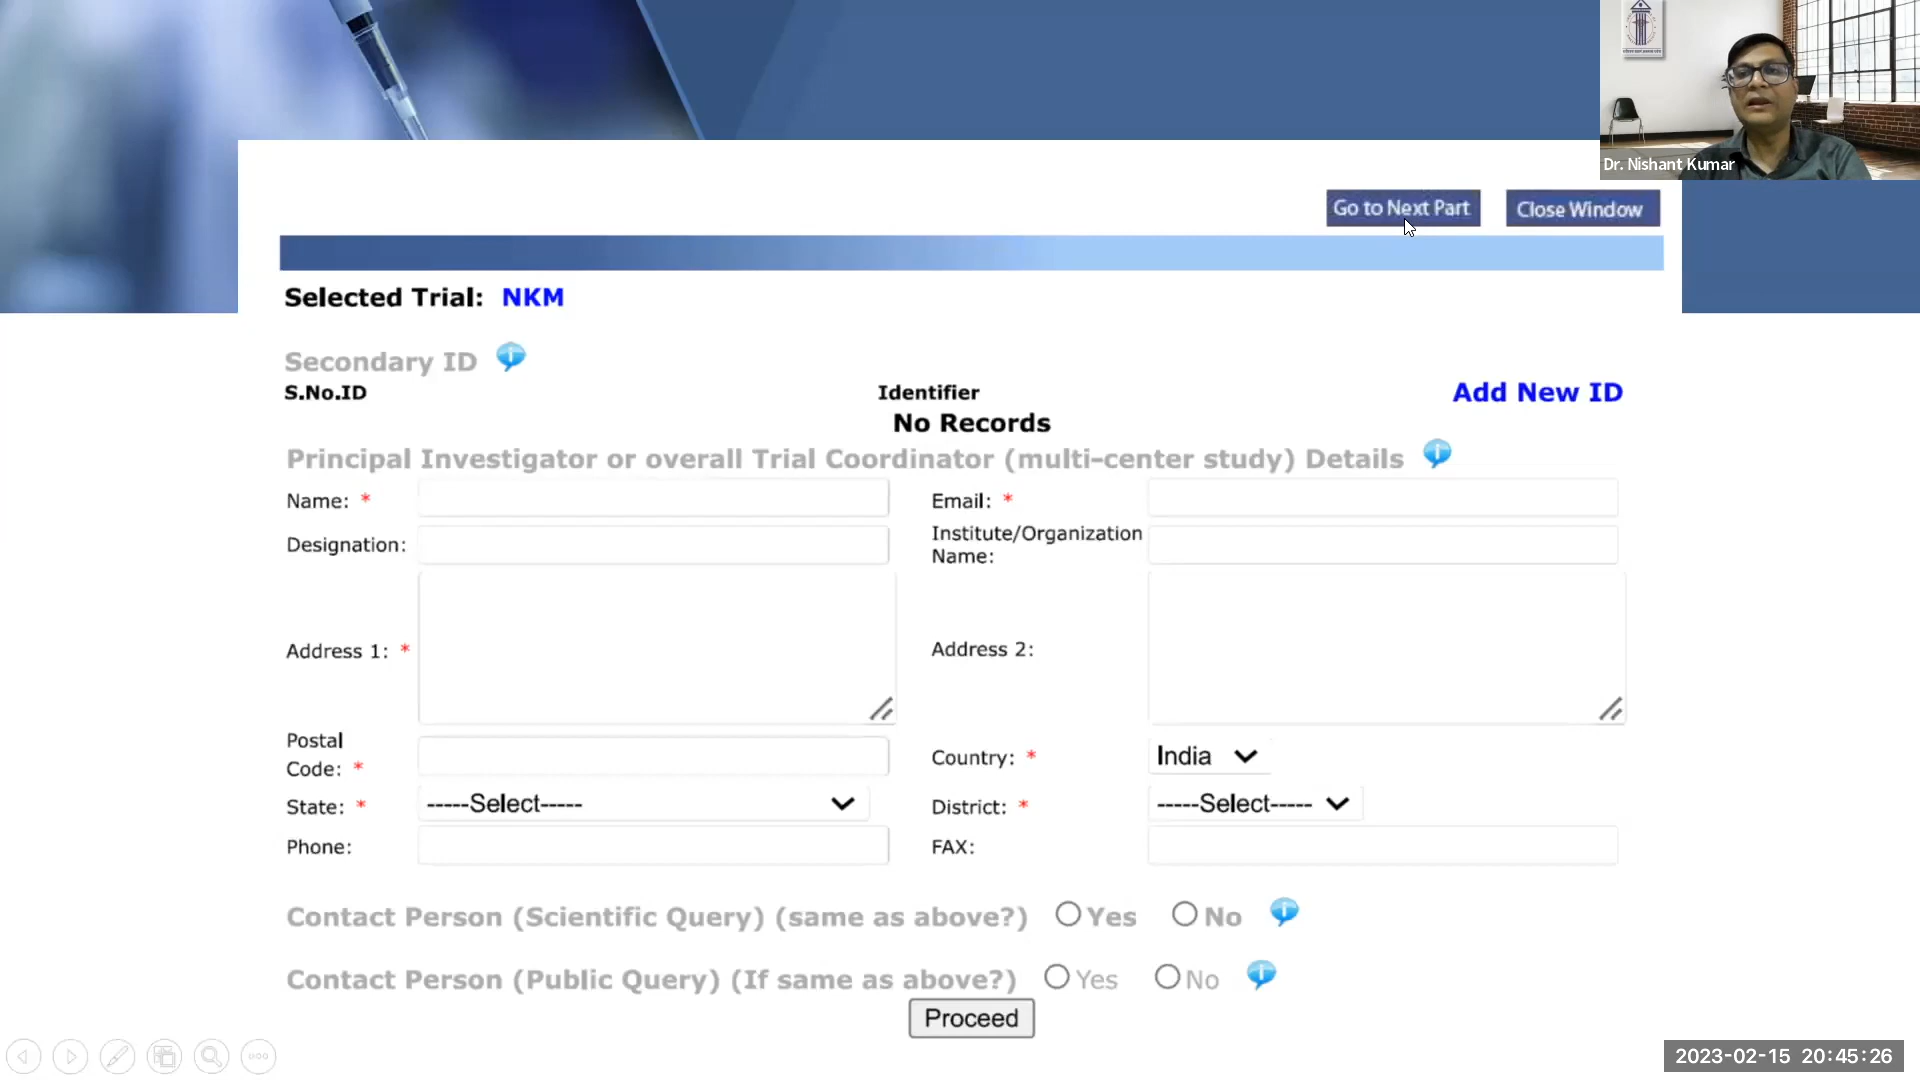 Dr. Nishant Kumar
Go to Next Part
Close Window
Selected Trial: NKM
Secondary ID
S.No.ID Identifier Add New ID
No Records
Principal Investigator or overall Trial Coordinator (multi-center study) Details
Name: * Email: *
Designation: Institute/Organization Name:
Address 1: * Address 2:
Postal Code: * Country: * India
State: * -----Select----- District: * -----Select-----
Phone: FAX:
Contact Person (Scientific Query) (same as above?) Yes No
Contact Person (Public Query) (If same as above?) Yes No
Proceed
2023-02-15 20:45:26